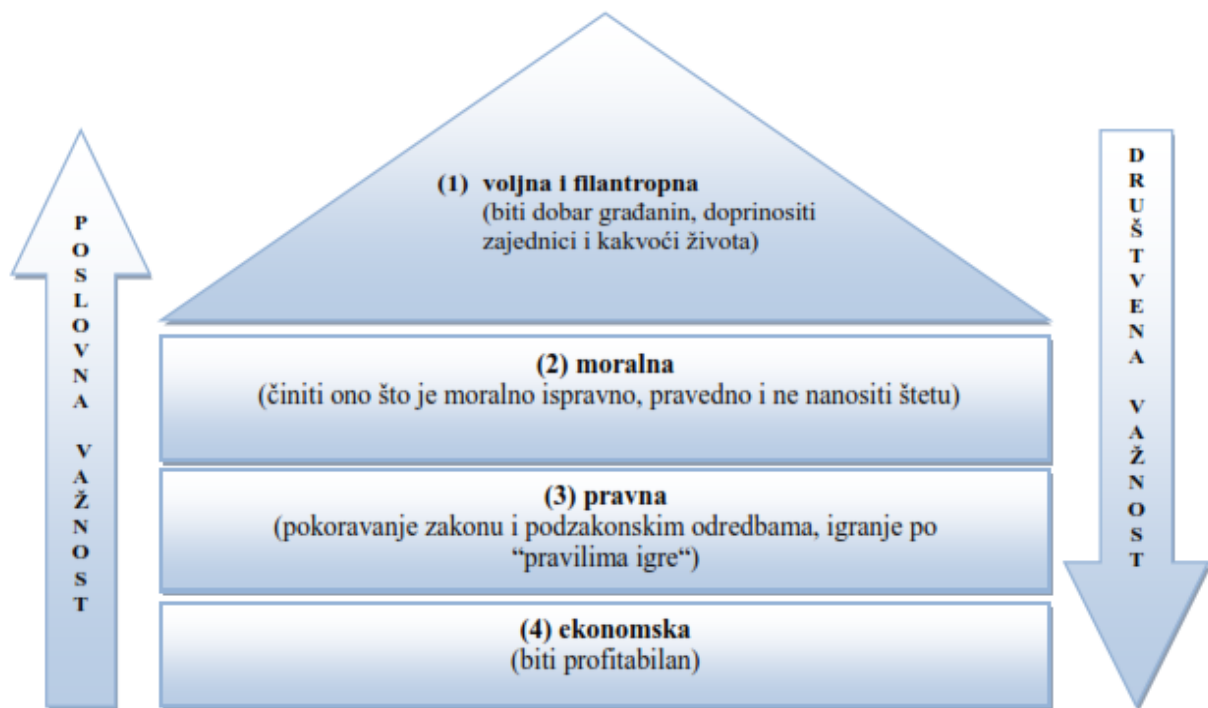 POSLOVNA VAŽNOST
(1) voljna i filantropna
(biti dobar građanin, doprinositi
zajednici i kakvoći života)
(2) moralna
(činiti ono što je moralno ispravno, pravedno i ne nanositi štetu)
(3) pravna
(pokoravanje zakonu i podzakonskim odredbama, igranje po
“pravilima igre“)
(4) ekonomska
(biti profitabilan)
DRUŠTVENA VAŽNOST